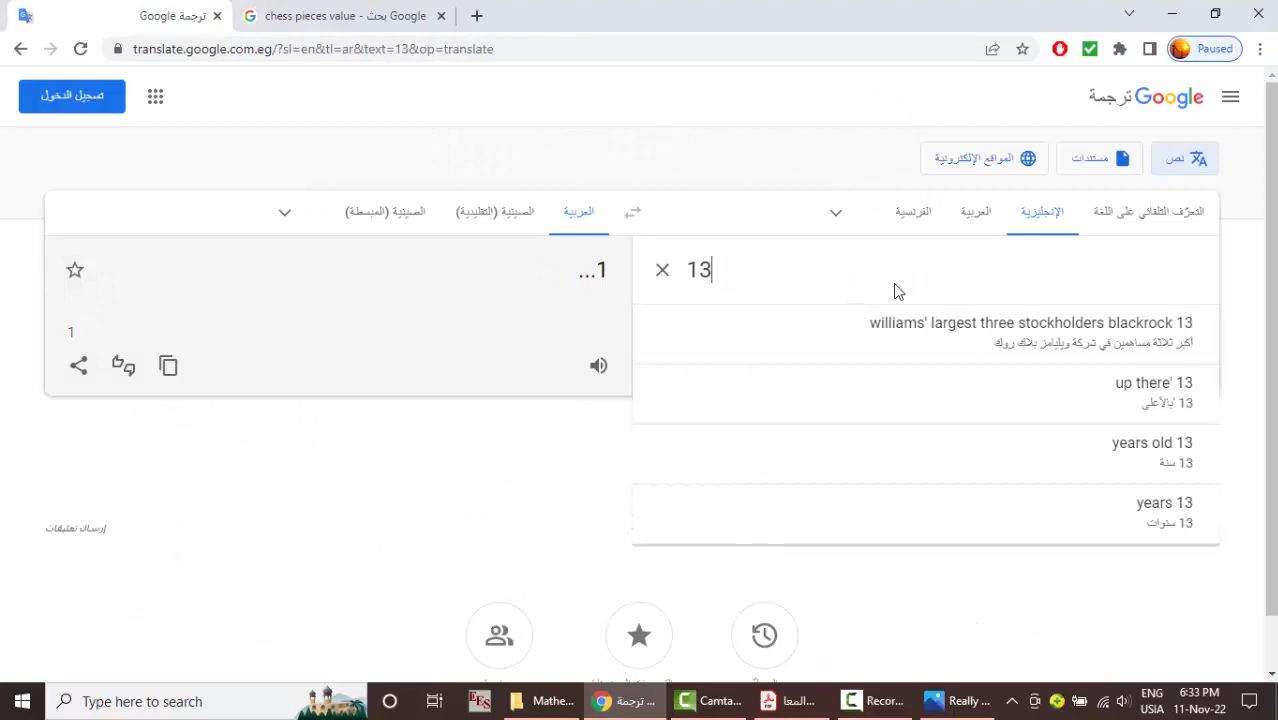 ترجمة Google
chess pieces value - بحث Google
translate.google.com.eg/?sl=en&tl=ar&text=13&op=translate
Paused
تسجيل الدخول
ترجمة Google
نص
مستندات
المواقع الإلكترونية
التعرّف التلقائي على اللغة
الإنجليزية
العربية
الفرنسية
العربية
الصينية (التقليدية)
الصينية (المبسطة)
13
1...
1
williams' largest three stockholders blackrock 13
أكبر ثلاثة مساهمين في شركة ويليامز بلاك روك
up there' 13
13 'بالأعلى
years old 13
13 سنة
years 13
13 سنوات
إرسال تعليقات
Type here to search
Mathe...
ترجمة ...
Camta...
المعا...
Recor...
Really ...
ENG
USIA
6:33 PM
11-Nov-22